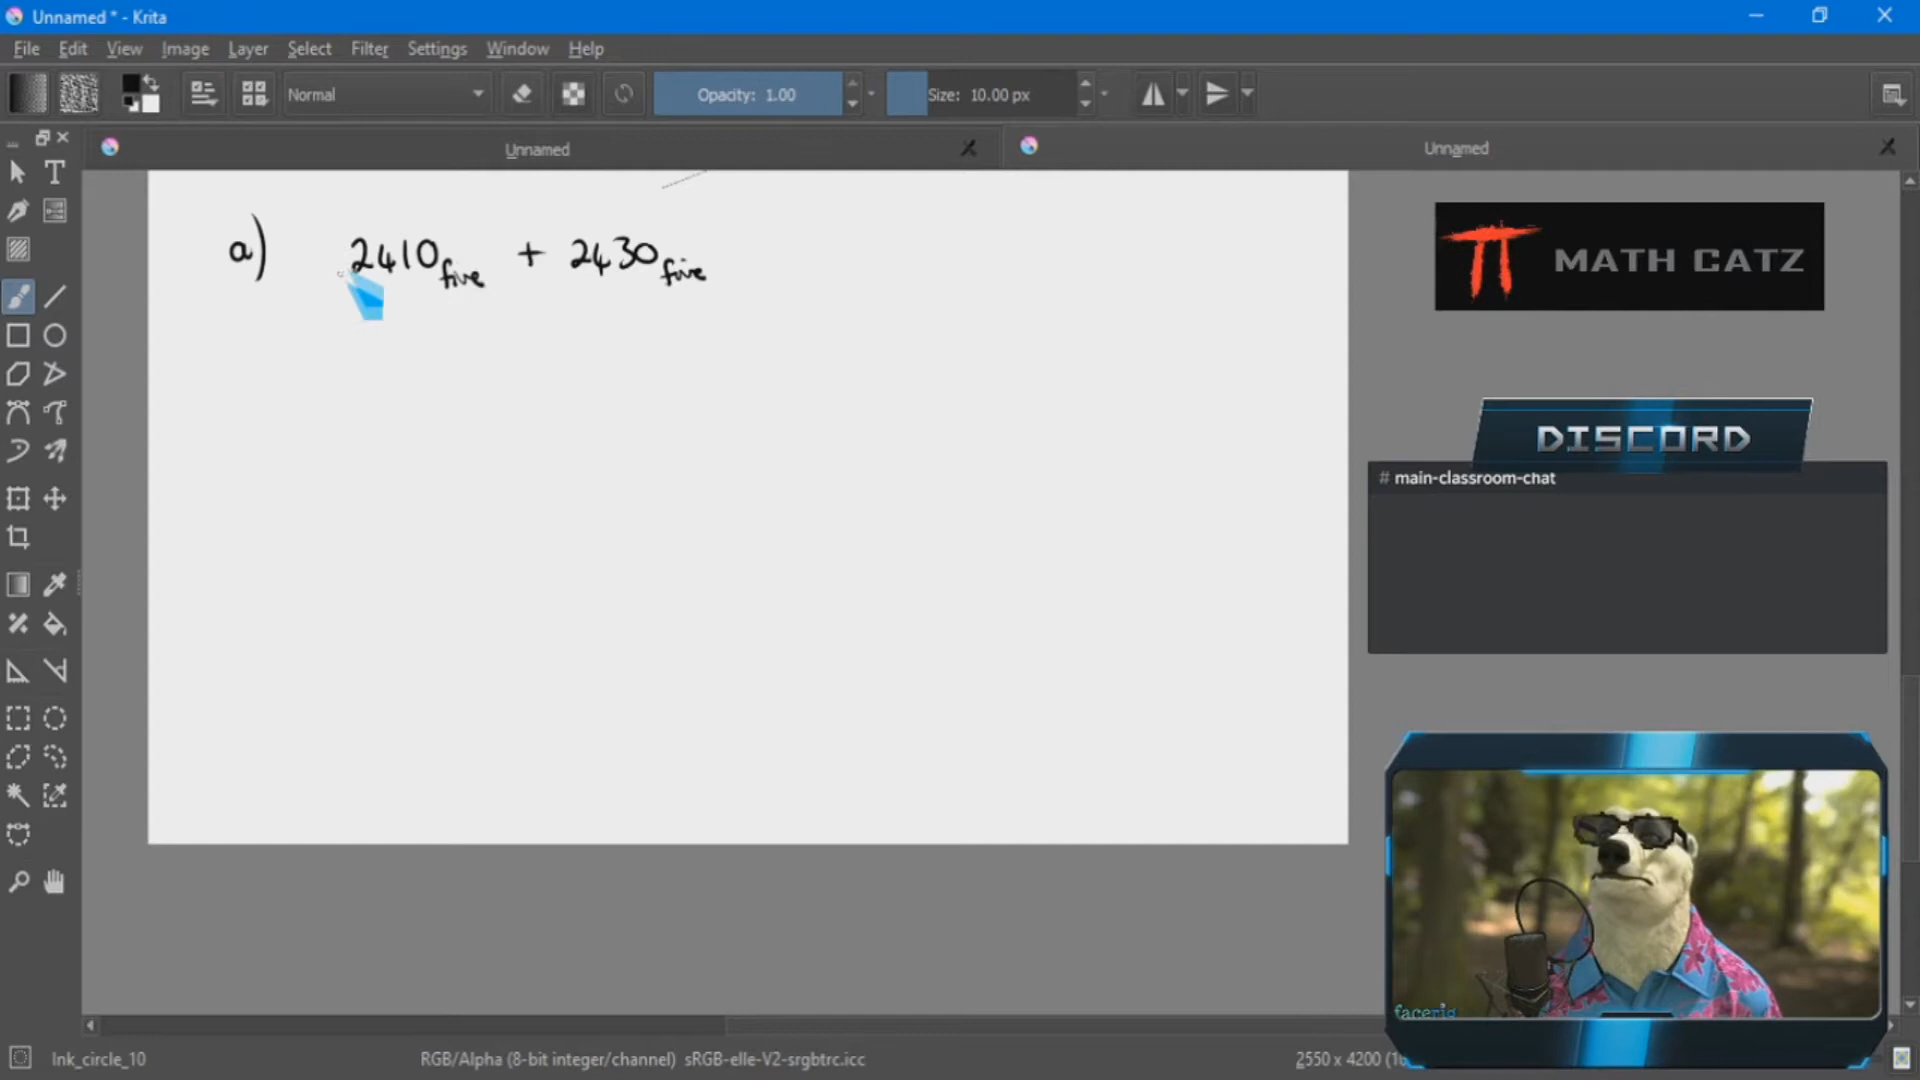 Unnamed * - Krita
File Edit View Image Layer Select Filter Settings Window Help
Normal Opacity: 1.00 Size: 10.00 px
Unnamed Unnamed
a) 2410five + 2430five
MATH CATZ
DISCORD
# main-classroom-chat
facerig
Ink_circle_10 RGB/Alpha (8-bit integer/channel) sRGB-elle-V2-srgbtrc.icc 2550 x 4200